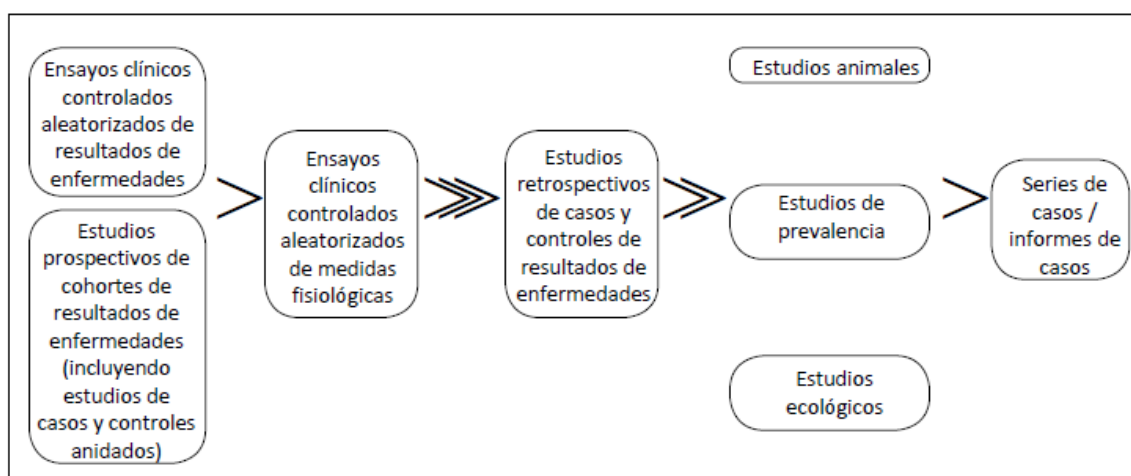 Ensayos clínicos
controlados
aleatorizados de
resultados de
enfermedades
Estudios
prospectivos de
cohortes de
resultados de
enfermedades
(incluyendo
estudios de
casos y controles
anidados)
>
Ensayos
clínicos
controlados
aleatorizados
de medidas
fisiológicas
>>>
Estudios
retrospectivos
de casos y
controles de
resultados de
enfermedades
>>
Estudios animales
Estudios de
prevalencia
Estudios
ecológicos
>
Series de
casos /
informes de
casos